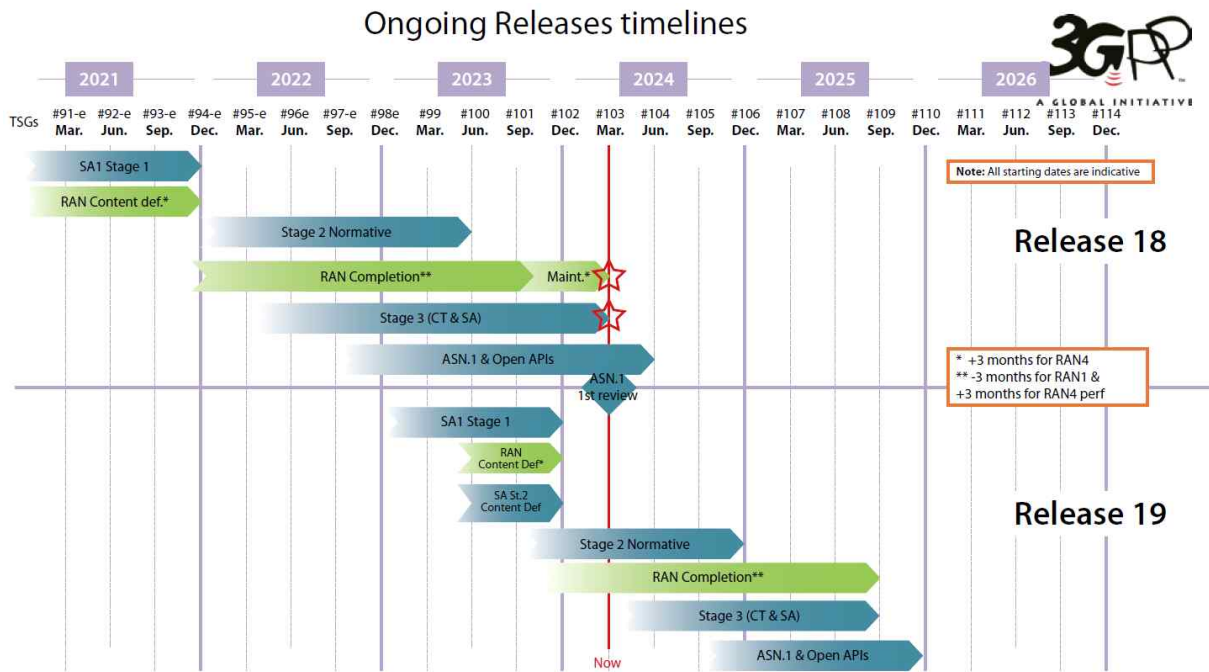 Ongoing Releases timelines
3GPP
TM
A GLOBAL INITIATIVE
2021 2022 2023 2024 2025 2026
TSGs #91-e #92-e #93-e #94-e #95-e #96e #97-e #98e #99 #100 #101 #102 #103 #104 #105 #106 #107 #108 #109 #110 #111 #112 #113 #114
Mar. Jun. Sep. Dec. Mar. Jun. Sep. Dec. Mar. Jun. Sep. Dec. Mar. Jun. Sep. Dec. Mar. Jun. Sep. Dec. Mar. Jun. Sep. Dec.
SA1 Stage 1
Note: All starting dates are indicative
RAN Content def.*
Stage 2 Normative
Release 18
RAN Completion** Maint.*
Stage 3 (CT & SA)
ASN.1 & Open APIs
* +3 months for RAN4
** -3 months for RAN1 &
+3 months for RAN4 perf
ASN.1
1st review
SA1 Stage 1
RAN
Content Def*
SA St.2
Content Def
Release 19
Stage 2 Normative
RAN Completion**
Stage 3 (CT & SA)
ASN.1 & Open APIs
Now